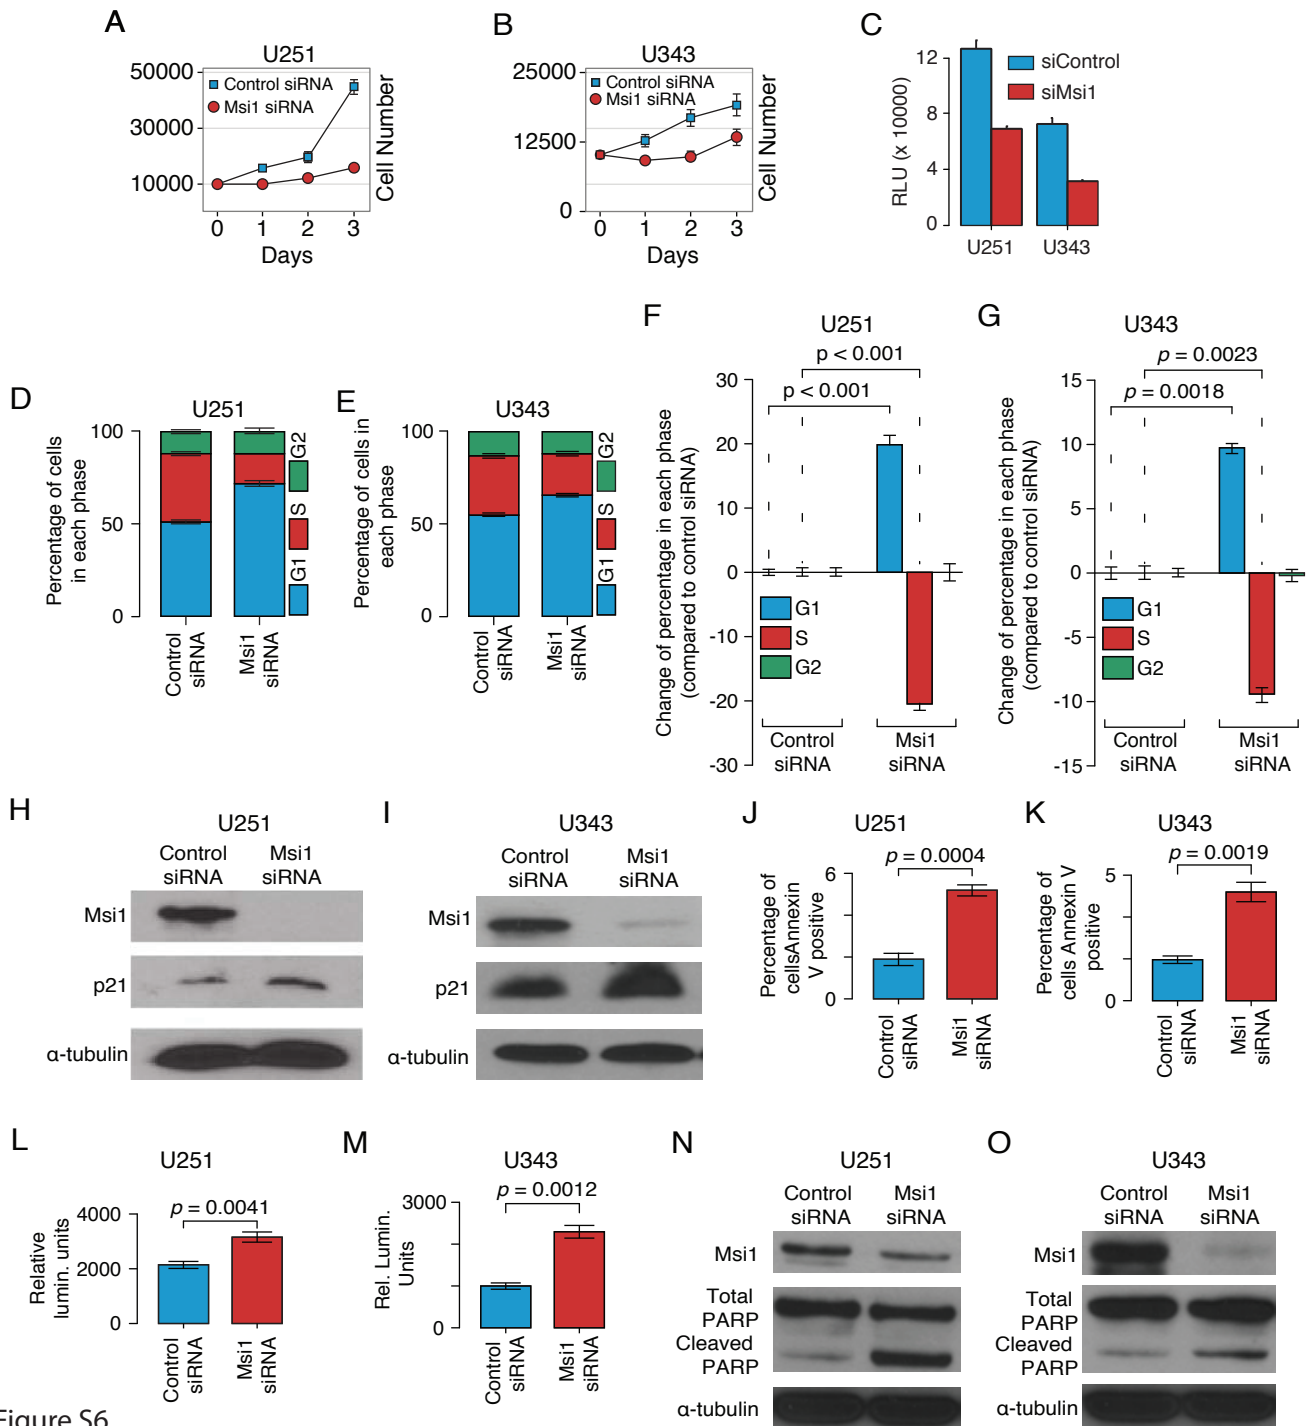 A
U251
50000
30000
10000
Control siRNA
Msi1 siRNA
Cell Number
0 1 2 3
Days
B
U343
25000
12500
0
Control siRNA
Msi1 siRNA
Cell Number
0 1 2 3
Days
C
12
8
4
0
RLU (x 10000)
siControl
siMsi1
U251 U343
D
U251
Percentage of cells
in each phase
100
50
0
G2
S
G1
Control
siRNA
Msi1
siRNA
E
U343
Percentage of cells in
each phase
100
50
0
G2
S
G1
Control
siRNA
Msi1
siRNA
F
U251
p < 0.001
p < 0.001
Change of percentage in each phase
(compared to control siRNA)
30
20
10
0
-10
-20
-30
G1
S
G2
Control
siRNA
Msi1
siRNA
G
U343
p = 0.0023
p = 0.0018
Change of percentage in each phase
(compared to control siRNA)
15
10
5
0
-5
-10
-15
G1
S
G2
Control
siRNA
Msi1
siRNA
H
U251
Control
siRNA
Msi1
siRNA
Msi1
p21
α-tubulin
I
U343
Control
siRNA
Msi1
siRNA
Msi1
p21
α-tubulin
J
U251
p = 0.0004
Percentage of
cellsAnnexin
V positive
6
3
0
Control
siRNA
Msi1
siRNA
K
U343
p = 0.0019
Percentage of
cells Annexin V
positive
5
0
Control
siRNA
Msi1
siRNA
L
U251
p = 0.0041
Relative
lumin. units
4000
2000
0
Control
siRNA
Msi1
siRNA
M
U343
p = 0.0012
Rel. Lumin.
Units
3000
0
Control
siRNA
Msi1
siRNA
N
U251
Control
siRNA
Msi1
siRNA
Msi1
Total
PARP
Cleaved
PARP
α-tubulin
O
U343
Control
siRNA
Msi1
siRNA
Msi1
Total
PARP
Cleaved
PARP
α-tubulin
Figure S6